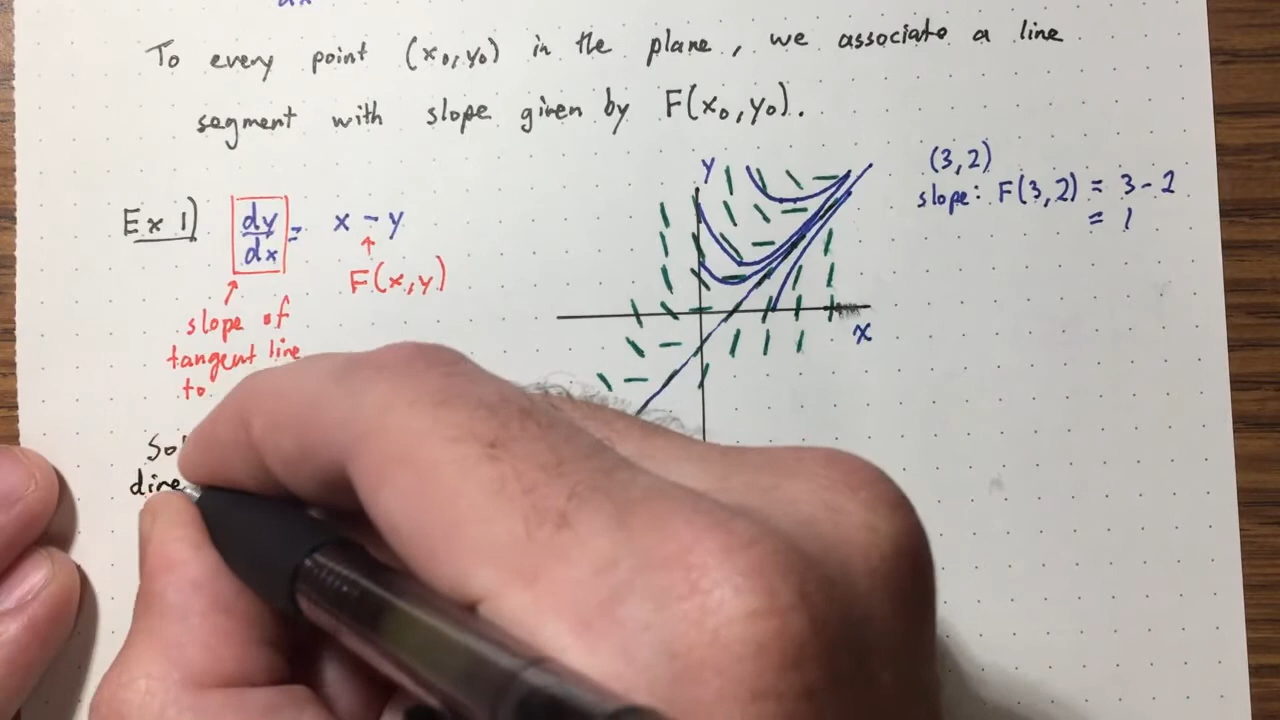 dx
To every point (x₀,y₀) in the plane, we associate a line
segment with slope given by F(x₀,y₀).
Ex 1) dy/dx = x - y
F(x,y)
slope of
tangent line
to
y
x
(3,2)
slope: F(3,2) = 3-2
= 1